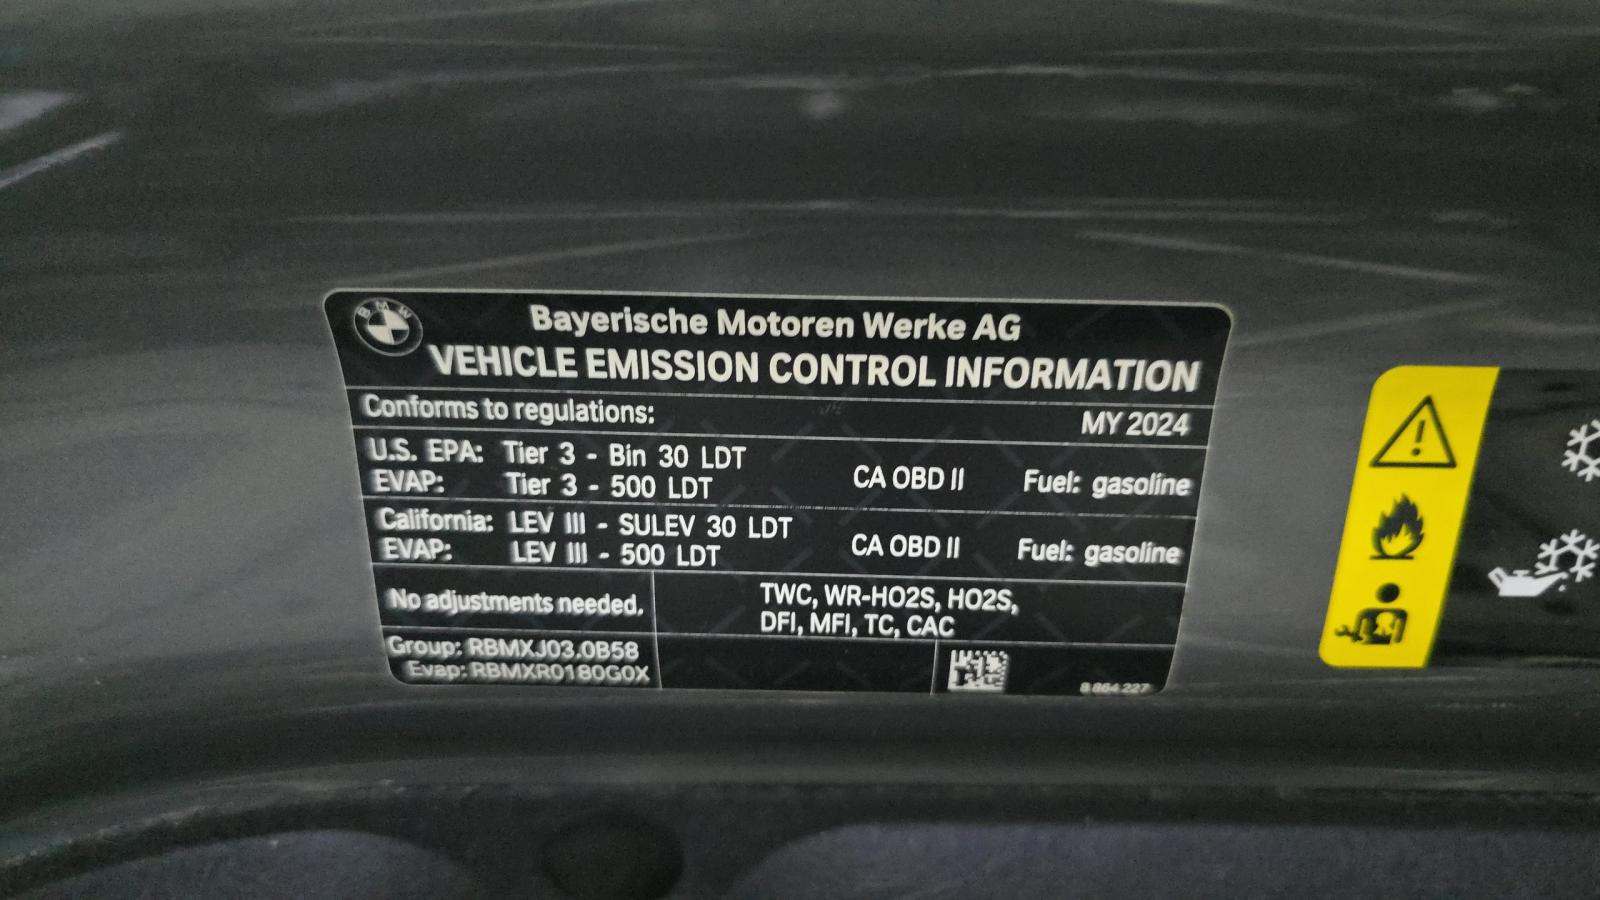 BMW
Bayerische Motoren Werke AG
VEHICLE EMISSION CONTROL INFORMATION
Conforms to regulations: MY 2024
U.S. EPA: Tier 3 - Bin 30 LDT CA OBD II Fuel: gasoline
EVAP: Tier 3 - 500 LDT
California: LEV III - SULEV 30 LDT CA OBD II Fuel: gasoline
EVAP: LEV III - 500 LDT
No adjustments needed. TWC, WR-HO2S, HO2S,
DFI, MFI, TC, CAC
Group: RBMXJ03.0B58
Evap: RBMXR0180G0X
8 864 227